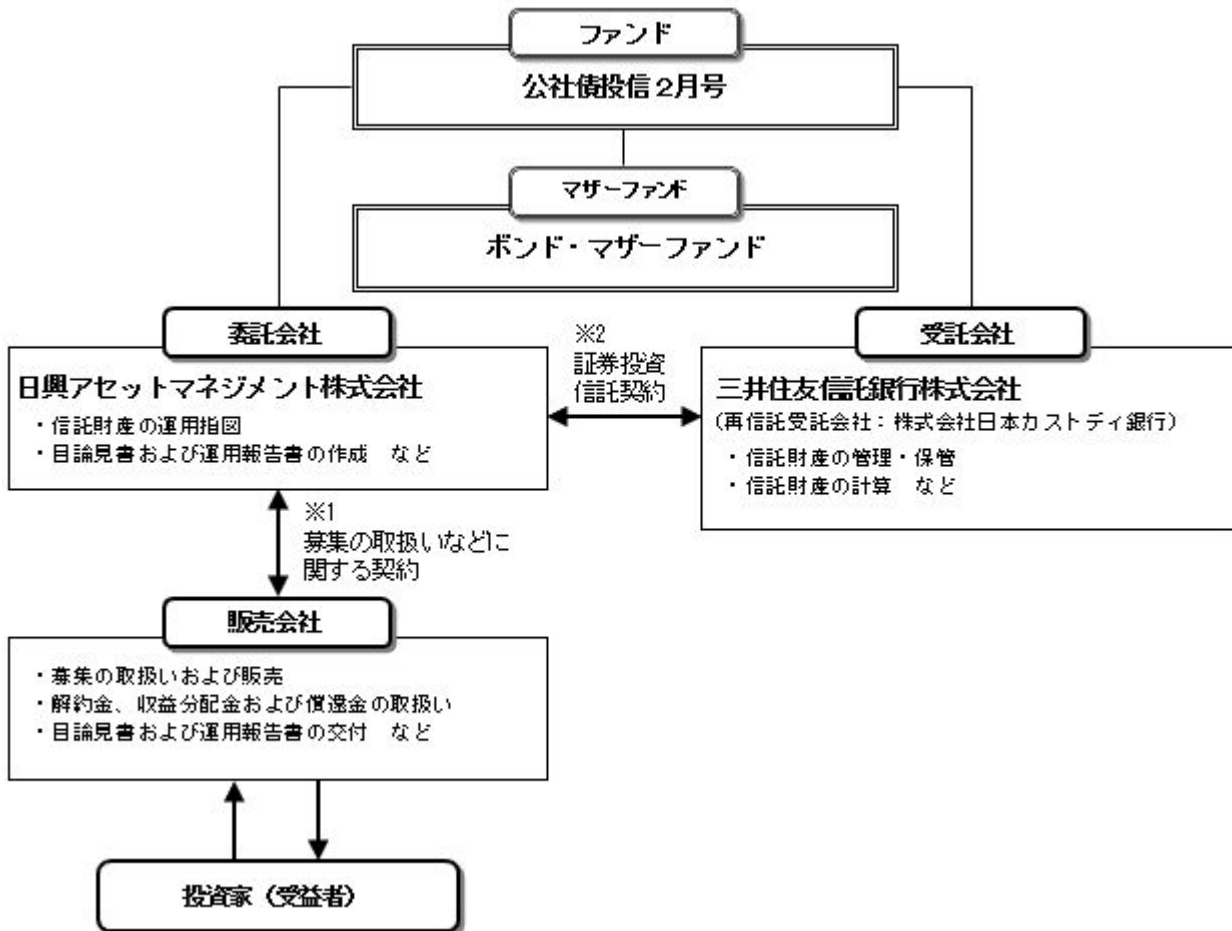 ファンド
公社債投信2月号
マザーファンド
ボンド・マザーファンド
委託会社
日興アセットマネジメント株式会社
・信託財産の運用指図
・目論見書および運用報告書の作成　など
※2
証券投資
信託契約
受託会社
三井住友信託銀行株式会社
(再信託受託会社：株式会社日本カストディ銀行)
・信託財産の管理・保管
・信託財産の計算　など
※1
募集の取扱いなどに
関する契約
販売会社
・募集の取扱いおよび販売
・解約金、収益分配金および償還金の取扱い
・目論見書および運用報告書の交付　など
投資家（受益者）